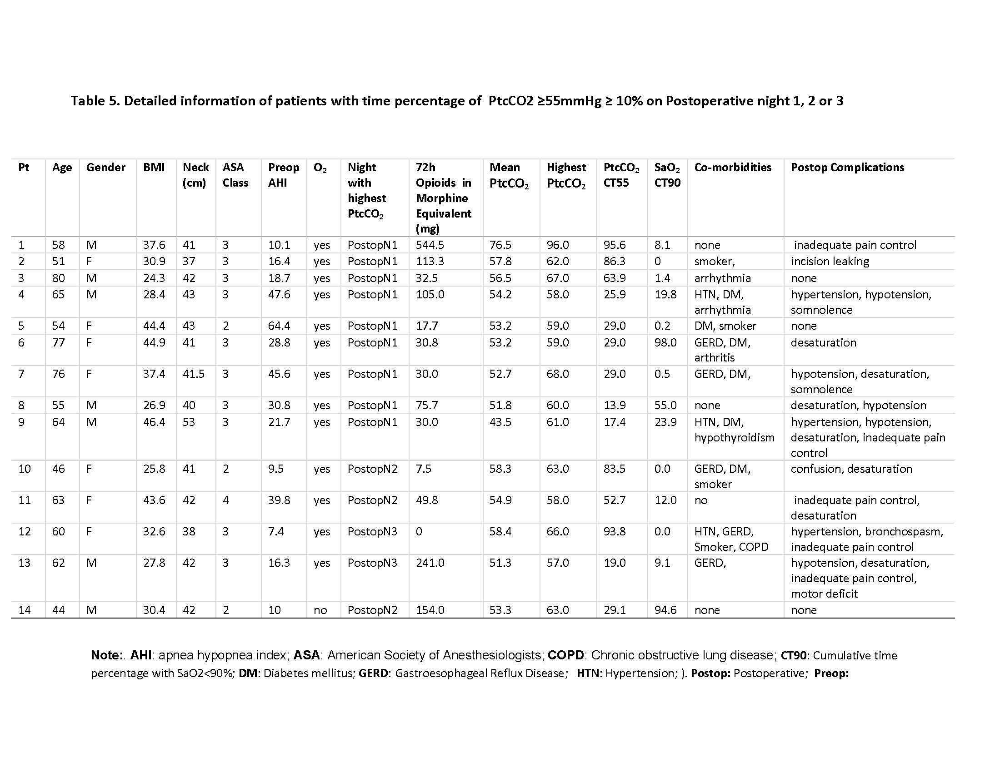 Table 5. Detailed information of patients with time percentage of PtcCO2 ≥55mmHg ≥ 10% on Postoperative night 1, 2 or 3
Pt Age Gender BMI Neck (cm) ASA Class Preop AHI O₂ Night with highest PtcCO₂ 72h Opioids in Morphine Equivalent (mg) Mean PtcCO₂ Highest PtcCO₂ PtcCO₂ CT55 SaO₂ CT90 Co-morbidities Postop Complications
1 58 M 37.6 41 3 10.1 yes PostopN1 544.5 76.5 96.0 95.6 8.1 none inadequate pain control
2 51 F 30.9 37 3 16.4 yes PostopN1 113.3 57.8 62.0 86.3 0 smoker, incision leaking
3 80 M 24.3 42 3 18.7 yes PostopN1 32.5 56.5 67.0 63.9 1.4 arrhythmia none
4 65 M 28.4 43 3 47.6 yes PostopN1 105.0 54.2 58.0 25.9 19.8 HTN, DM, arrhythmia hypertension, hypotension, somnolence
5 54 F 44.4 43 2 64.4 yes PostopN1 17.7 53.2 59.0 29.0 0.2 DM, smoker none
6 77 F 44.9 41 3 28.8 yes PostopN1 30.8 53.2 59.0 29.0 98.0 GERD, DM, arthritis desaturation
7 76 F 37.4 41.5 3 45.6 yes PostopN1 30.0 52.7 68.0 29.0 0.5 GERD, DM, hypotension, desaturation, somnolence
8 55 M 26.9 40 3 30.8 yes PostopN1 75.7 51.8 60.0 13.9 55.0 none desaturation, hypotension
9 64 M 46.4 53 3 21.7 yes PostopN1 30.0 43.5 61.0 17.4 23.9 HTN, DM, hypothyroidism hypertension, hypotension, desaturation, inadequate pain control
10 46 F 25.8 41 2 9.5 yes PostopN2 7.5 58.3 63.0 83.5 0.0 GERD, DM, smoker confusion, desaturation
11 63 F 43.6 42 4 39.8 yes PostopN2 49.8 54.9 58.0 52.7 12.0 no inadequate pain control, desaturation
12 60 F 32.6 38 3 7.4 yes PostopN3 0 58.4 66.0 93.8 0.0 HTN, GERD, Smoker, COPD hypertension, bronchospasm, inadequate pain control
13 62 M 27.8 42 3 16.3 yes PostopN3 241.0 51.3 57.0 19.0 9.1 GERD, hypotension, desaturation, inadequate pain control, motor deficit
14 44 M 30.4 42 2 10 no PostopN2 154.0 53.3 63.0 29.1 94.6 none none
Note:. AHI: apnea hypopnea index; ASA: American Society of Anesthesiologists; COPD: Chronic obstructive lung disease; CT90: Cumulative time
percentage with SaO2<90%; DM: Diabetes mellitus; GERD: Gastroesophageal Reflux Disease; HTN: Hypertension; ). Postop: Postoperative; Preop: